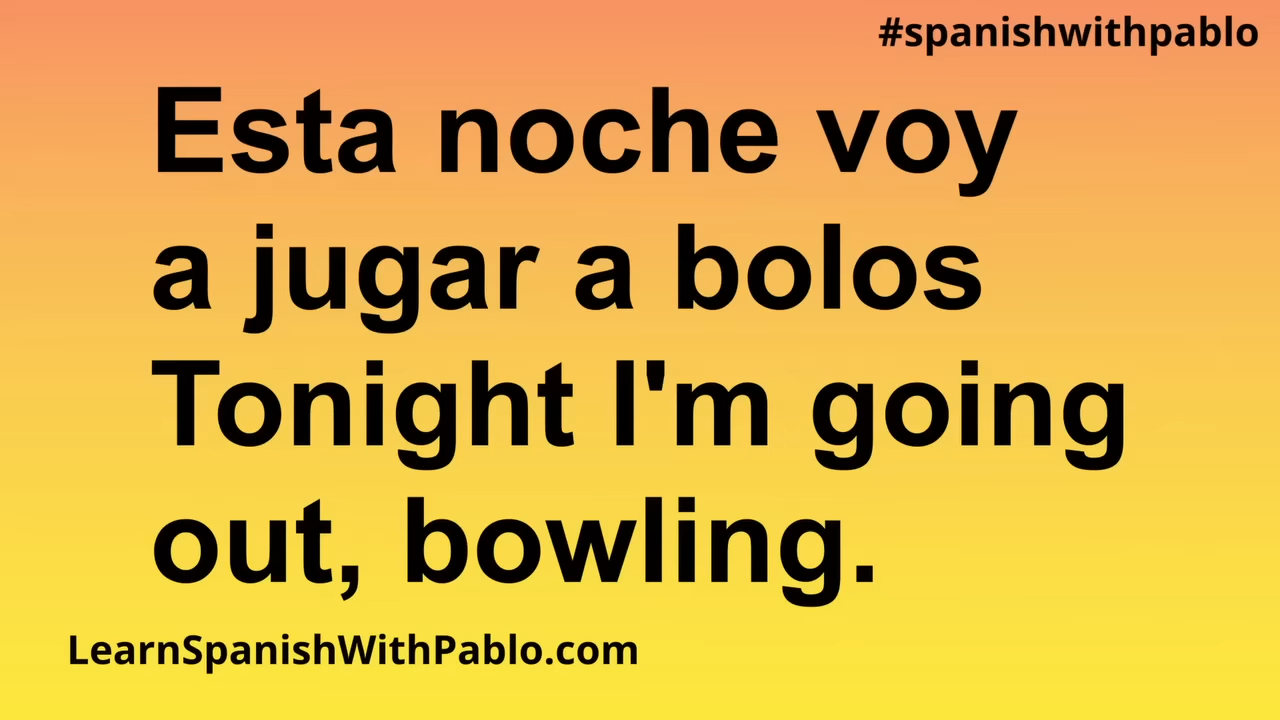 #spanishwithpablo
Esta noche voy
a jugar a bolos
Tonight I'm going
out, bowling.
LearnSpanishWithPablo.com